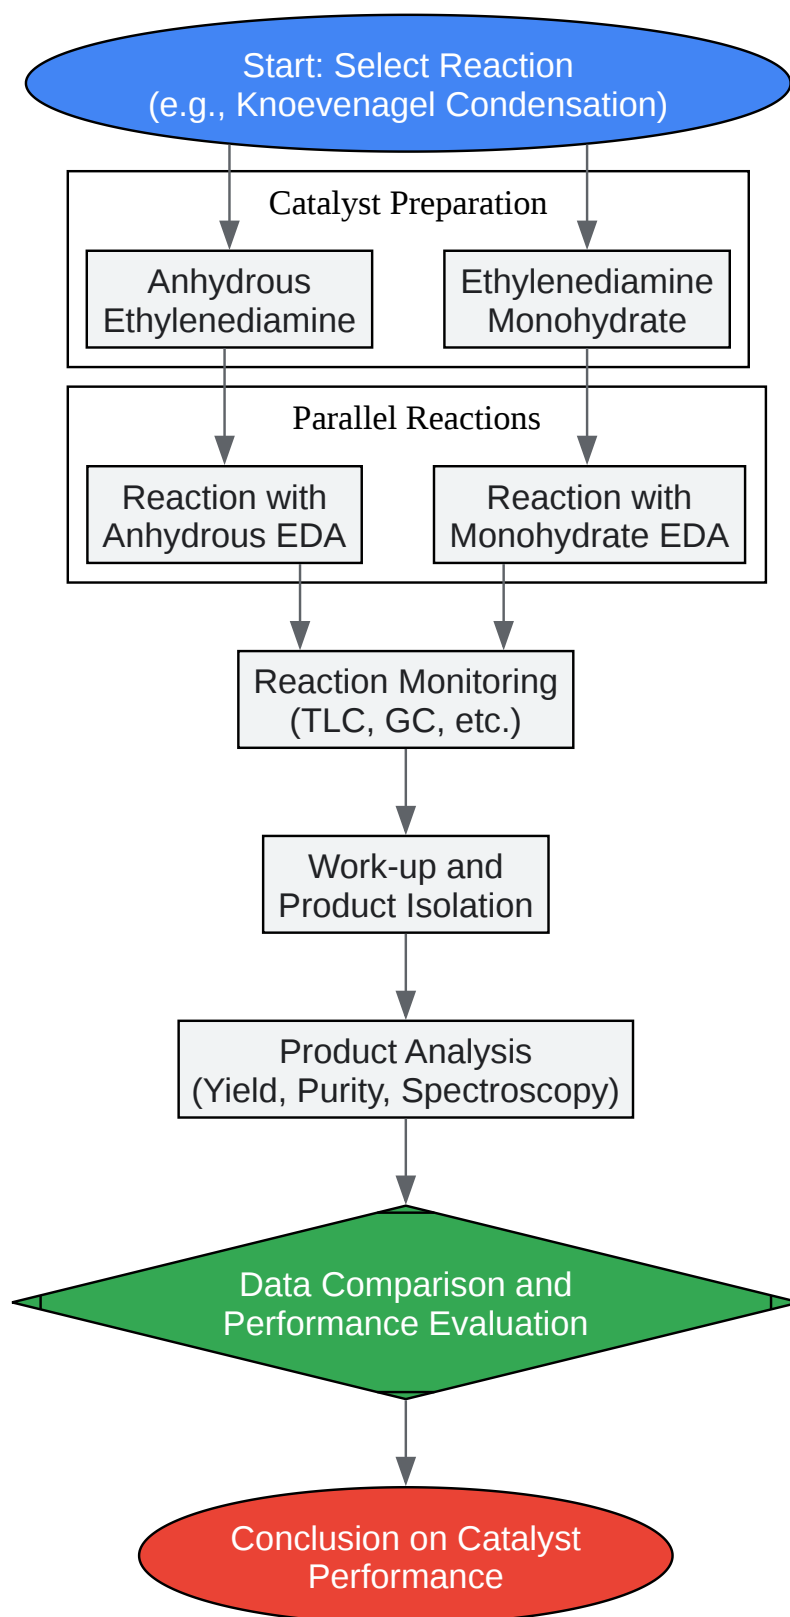 Start: Select Reaction
(e.g., Knoevenagel Condensation)
Catalyst Preparation
Anhydrous
Ethylenediamine
Ethylenediamine
Monohydrate
Parallel Reactions
Reaction with
Anhydrous EDA
Reaction with
Monohydrate EDA
Reaction Monitoring
(TLC, GC, etc.)
Work-up and
Product Isolation
Product Analysis
(Yield, Purity, Spectroscopy)
Data Comparison and
Performance Evaluation
Conclusion on Catalyst
Performance